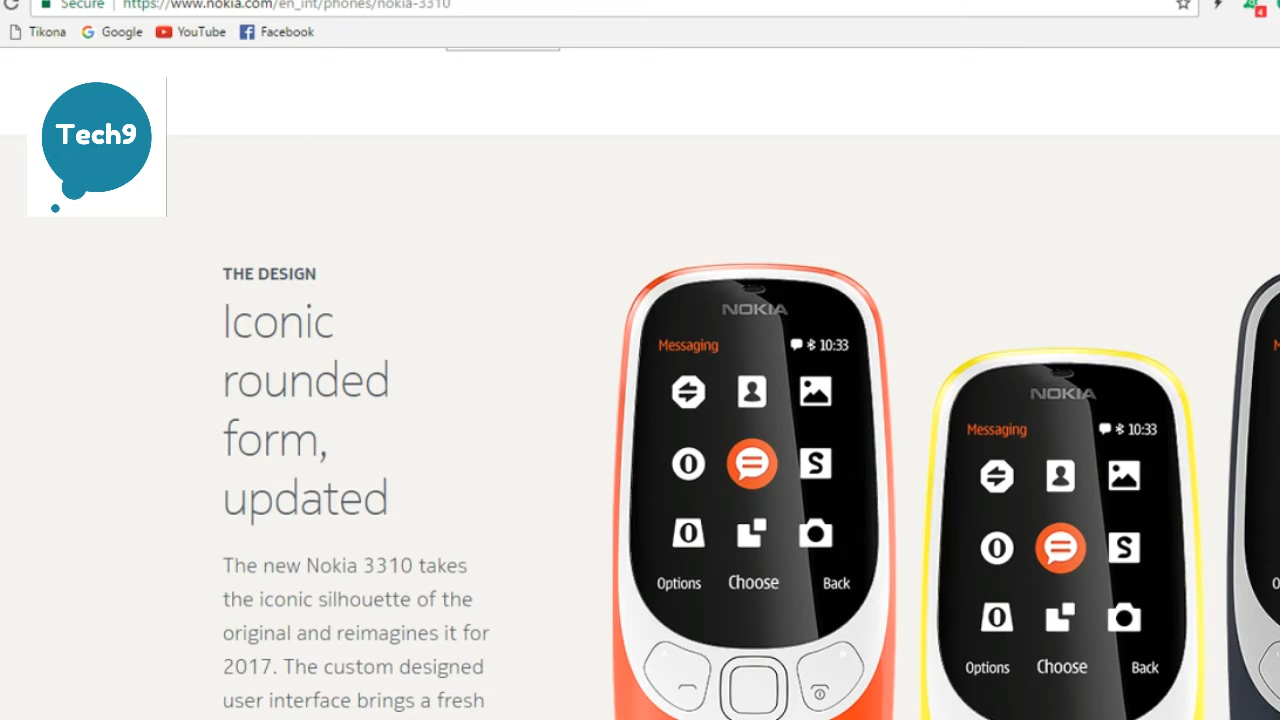 Secure | https://www.nokia.com/en_int/phones/nokia-3310
4
Tikona Google YouTube Facebook
Tech9
THE DESIGN
Iconic
rounded
form,
updated
The new Nokia 3310 takes
the iconic silhouette of the
original and reimagines it for
2017. The custom designed
user interface brings a fresh
NOKIA
Messaging 10:33
Options Choose Back
NOKIA
Messaging 10:33
Options Choose Back